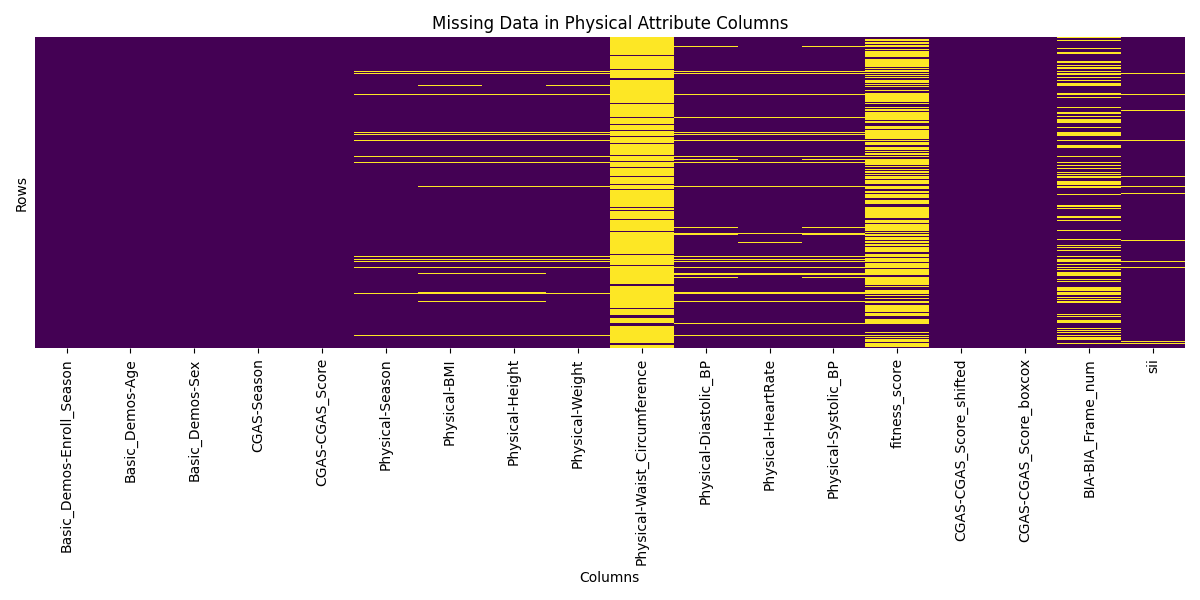 Missing Data in Physical Attribute Columns
Rows
Basic_Demos-Enroll_Season
Basic_Demos-Age
Basic_Demos-Sex
CGAS-Season
CGAS-CGAS_Score
Physical-Season
Physical-BMI
Physical-Height
Physical-Weight
Physical-Waist_Circumference
Physical-Diastolic_BP
Physical-HeartRate
Physical-Systolic_BP
fitness_score
CGAS-CGAS_Score_shifted
CGAS-CGAS_Score_boxcox
BIA-BIA_Frame_num
sii
Columns